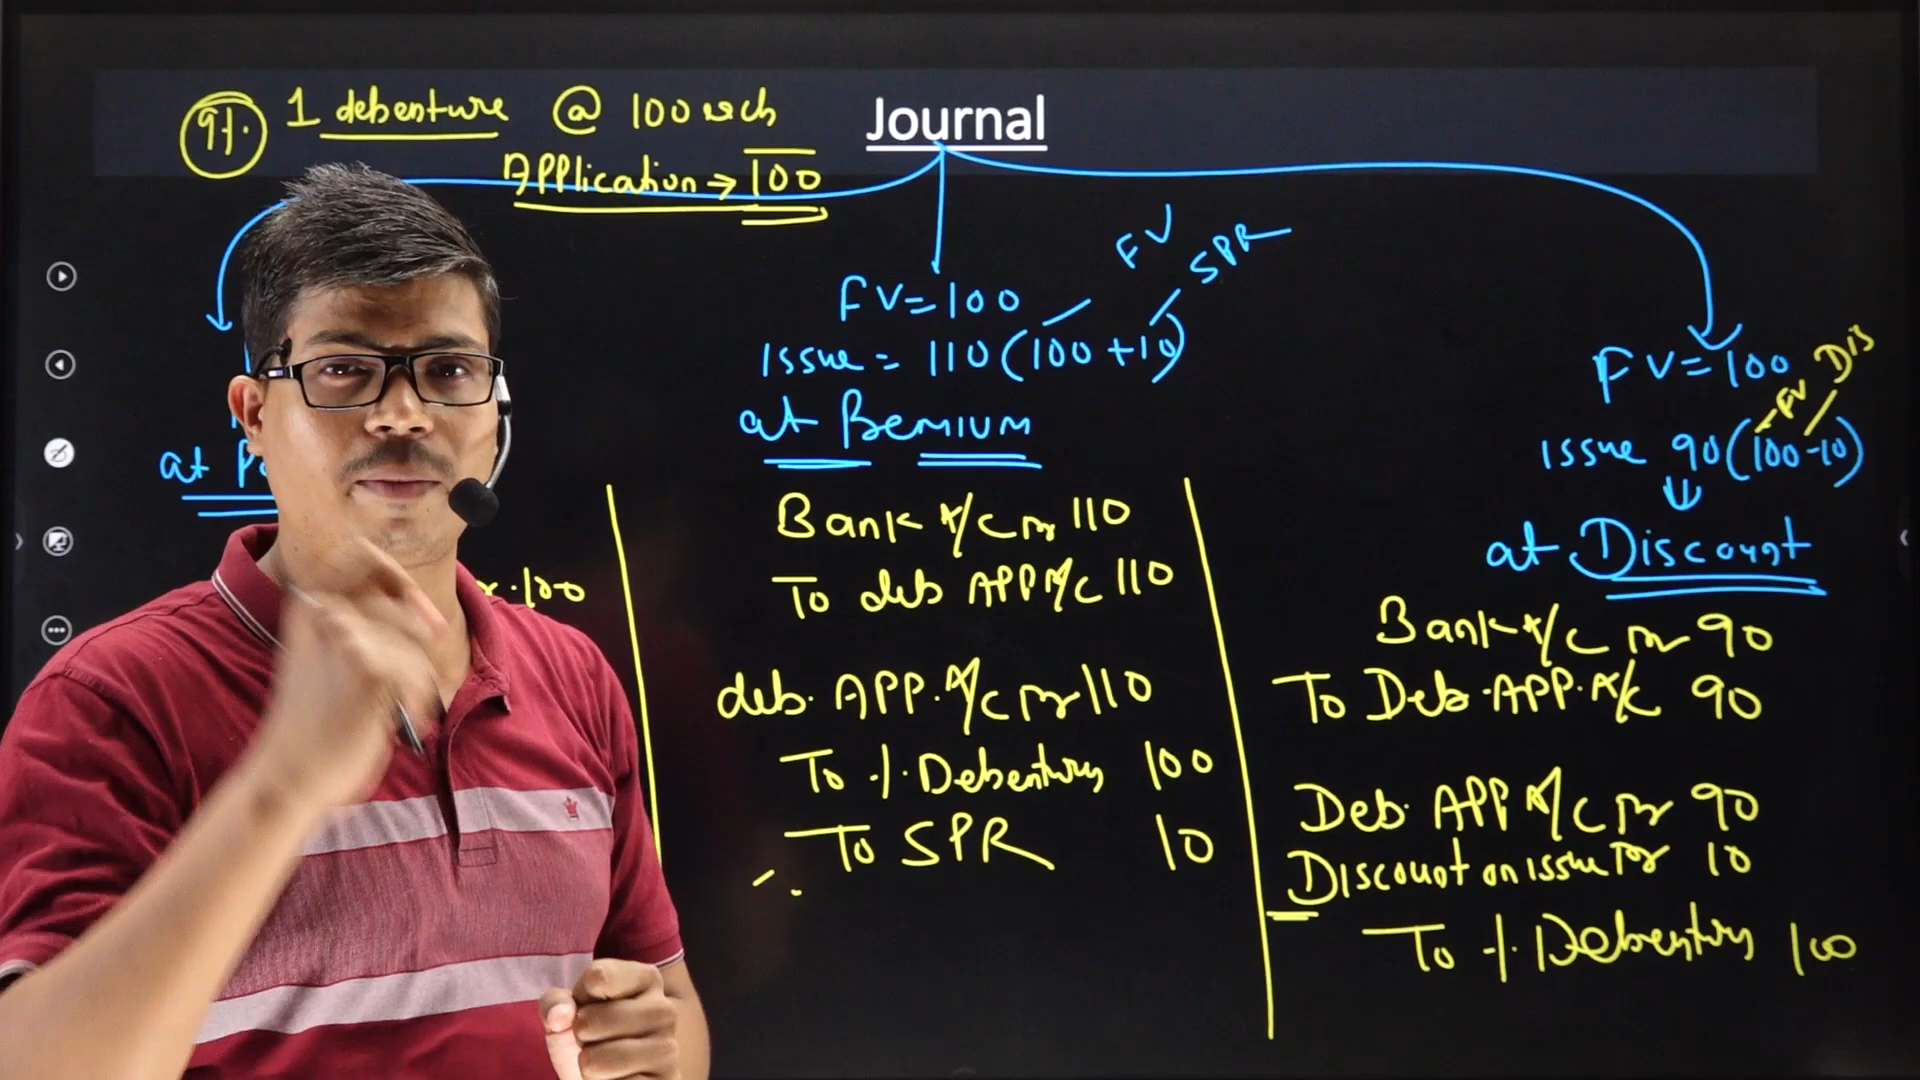 9%. 1 debenture @ 100 each
Application → 100
Journal
at
100
FV SPR
FV=100
Issue = 110 (100+10)
at Premium
Bank A/c Dr 110
To deb APP A/c 110
deb. APP. A/c Dr 110
To %. Debentures 100
To SPR 10
FV=100
FV Dis
Issue 90 (100-10)
at Discount
Bank A/c Dr 90
To Deb. APP. A/c 90
Deb. APP A/c Dr 90
Discount on issue Dr 10
To %. Debentures 100